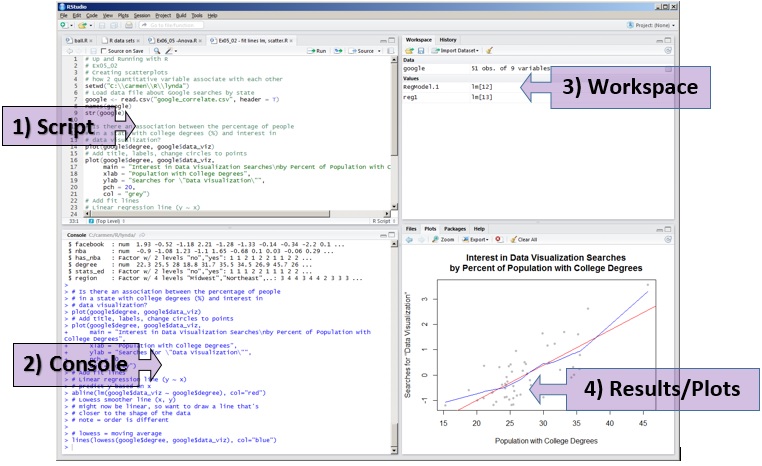 RStudio
File Edit Code View Plots Session Project Build Tools Help
Go to file/function
Project: (None)
ball.R
R data sets
Ex06_05 -Anova.R
Ex05_02 - fit lines lm, scatter.R
Source on Save
Run
Source
1 # Up and Running with R
2 # Ex05_02
3 # Creating scatterplots
4 # how 2 Quantitative variable associate with each other
5 setwd("C:\\carmen\\R\\lynda")
6 # Load data file about Google searches by state
7 google <- read.csv("google_correlate.csv", header = T)
8 names(google)
9 str(google)
Is there an association between the percentage of people
in a state with college degrees (%) and interest in
data visualization?
14 plot(google$degree, google$data_viz)
15 # Add title, labels, change circles to points
16 plot(google$degree, google$data_viz,
17 main = "Interest in Data Visualization Searches\nby Percent of Population with C
18 xlab = "Population with College Degrees",
19 ylab = "Searches for \"Data Visualization\"",
20 pch = 20,
21 col = "grey")
22 # Add fit lines
23 # Linear regression line (y ~ x)
24
33:1 (Top Level) R Script
1) Script
Workspace History
Import Dataset
Data
google 51 obs. of 9 variables
Values
RegModel.1 lm[12]
reg1 lm[13]
3) Workspace
Console C:/carmen/R/lynda/
$ facebook : num 1.93 -0.52 -1.18 2.21 -1.28 -1.33 -0.14 -0.34 -2.2 0.1 ...
$ nba : num -0.9 -1.08 1.23 -1.1 1.65 -0.68 0.1 0.03 -0.06 0.29 ...
$ has_nba : Factor w/ 2 levels "no","yes": 1 1 2 1 2 2 1 1 2 2 ...
$ degree : num 22.3 25.5 28 18.8 31.7 35.5 34.5 26.9 45.7 26 ...
$ stats_ed : Factor w/ 2 levels "no","yes":
$ region : Factor w/ 4 levels "Midwest","Northeast",..: 3 4 4 3 4 4 2 3 3 3 ...
>
> # Is there an association between the percentage of people
> # in a state with college degrees (%) and interest in
> # data visualization?
> plot(google$degree, google$data_viz)
> # Add title, labels, change circles to points
> plot(google$degree, google$data_viz,
+ main = "Interest in Data Visualization Searches\nby Percent of Population with
College Degrees",
+ xlab = "Population with College Degrees",
+ ylab = "Searches for \"Data Visualization\"",
> # Add fit lines
> # Linear regression line (y ~ x)
> # predict y based on x
> abline(lm(google$data_viz ~ google$degree), col="red")
> # Lowess smoother line (x, y)
> # might now be linear, so want to draw a line that's
> # closer to the shape of the data
> # note = order is different
>
> # lowess = moving average
> lines(lowess(google$degree, google$data_viz), col="blue")
>
2) Console
Files Plots Packages Help
Zoom Export Clear All
Interest in Data Visualization Searches
by Percent of Population with College Degrees
Searches for "Data Visualization"
3
2
1
0
-1
15 20 25 30 35 40 45
Population with College Degrees
4) Results/Plots